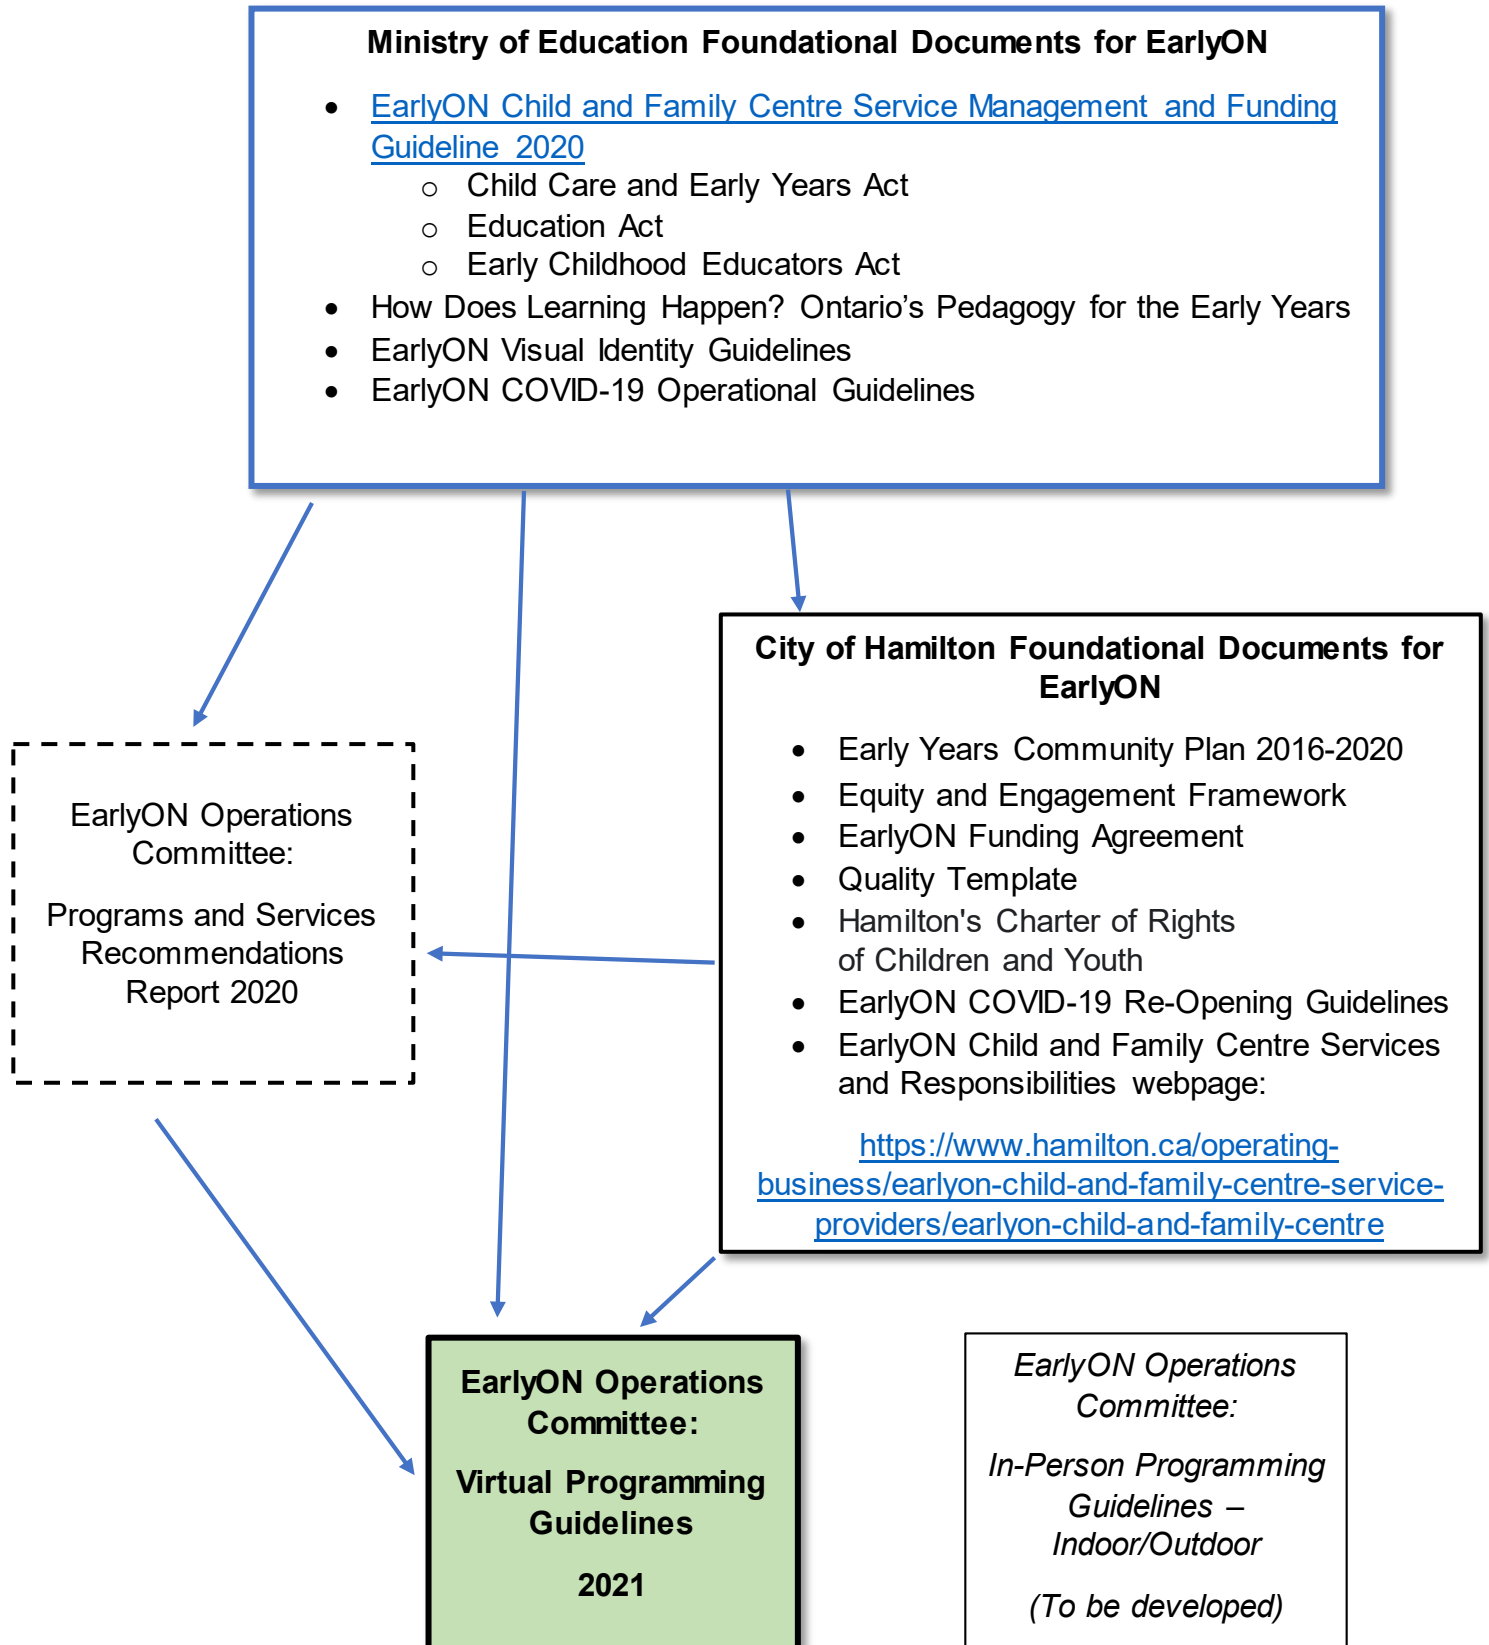 Ministry of Education Foundational Documents for EarlyON
• EarlyON Child and Family Centre Service Management and Funding
Guideline 2020
o Child Care and Early Years Act
o Education Act
o Early Childhood Educators Act
• How Does Learning Happen? Ontario’s Pedagogy for the Early Years
• EarlyON Visual Identity Guidelines
• EarlyON COVID-19 Operational Guidelines
City of Hamilton Foundational Documents for
EarlyON
• Early Years Community Plan 2016-2020
• Equity and Engagement Framework
• EarlyON Funding Agreement
• Quality Template
• Hamilton's Charter of Rights
of Children and Youth
• EarlyON COVID-19 Re-Opening Guidelines
• EarlyON Child and Family Centre Services
and Responsibilities webpage:
https://www.hamilton.ca/operating-
business/earlyon-child-and-family-centre-service-
providers/earlyon-child-and-family-centre
EarlyON Operations
Committee:
Programs and Services
Recommendations
Report 2020
EarlyON Operations
Committee:
Virtual Programming
Guidelines
2021
EarlyON Operations
Committee:
In-Person Programming
Guidelines –
Indoor/Outdoor
(To be developed)